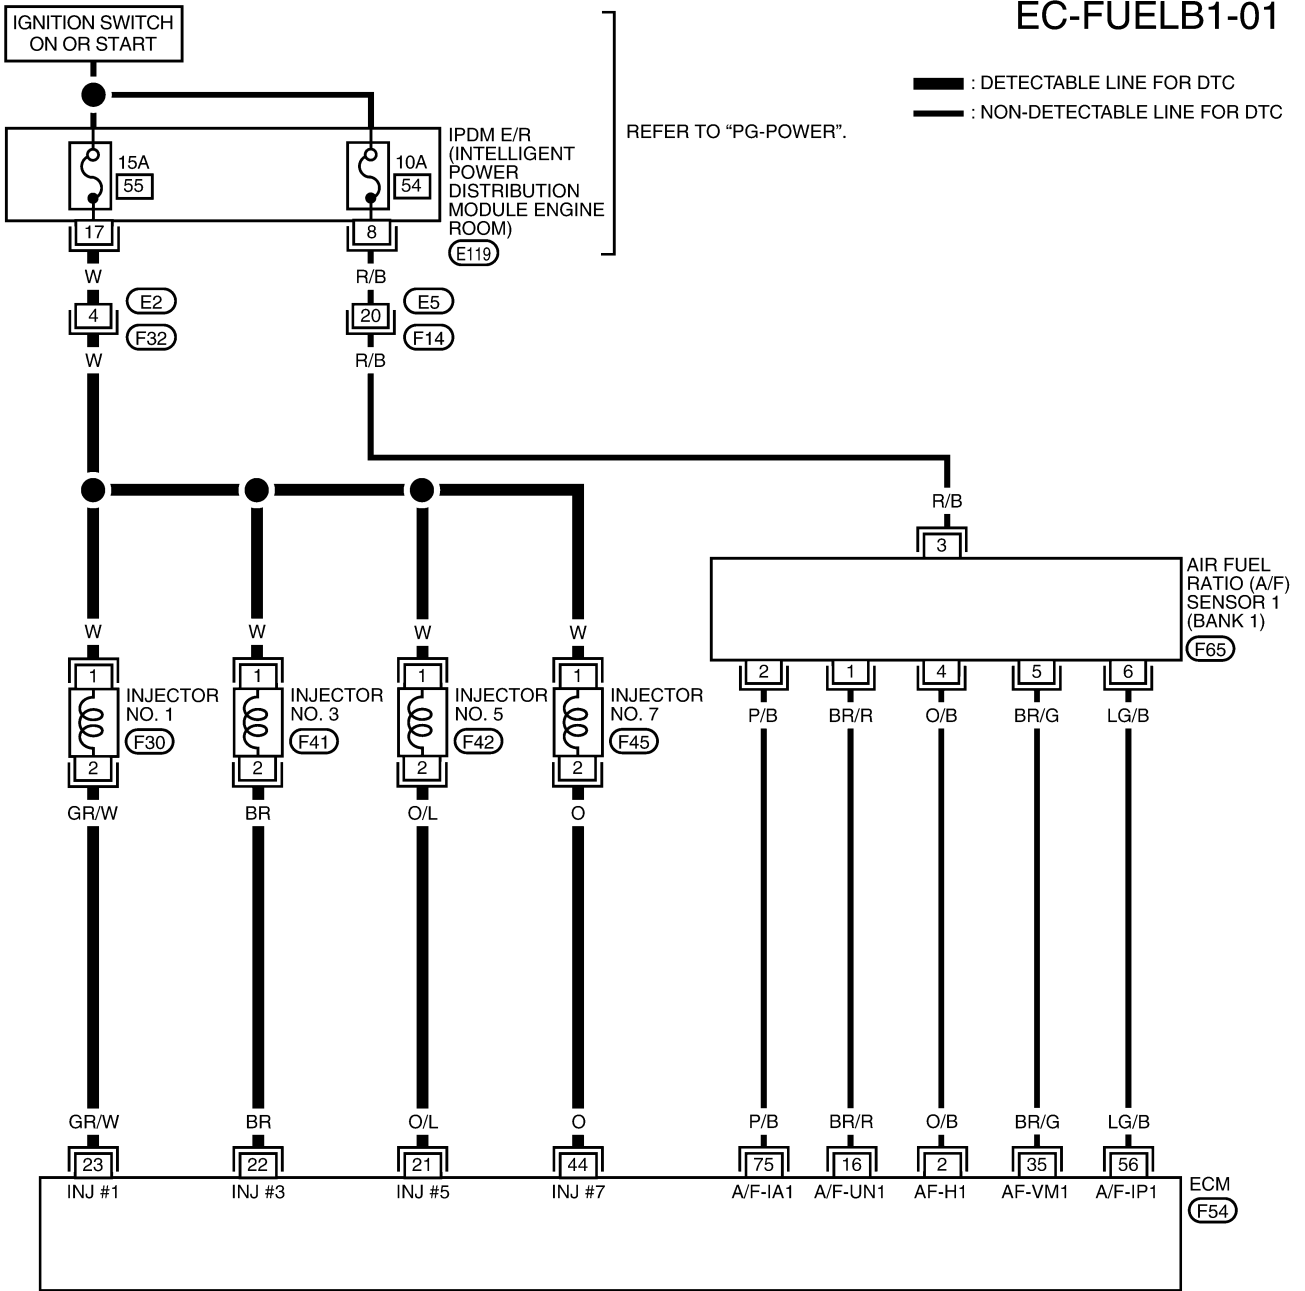 EC-FUELB1-01
IGNITION SWITCH
ON OR START
: DETECTABLE LINE FOR DTC
: NON-DETECTABLE LINE FOR DTC
REFER TO “PG-POWER”.
15A
55
10A
54
IPDM E/R
(INTELLIGENT
POWER
DISTRIBUTION
MODULE ENGINE
ROOM)
E119
17
8
W
R/B
4
E2
F32
20
E5
F14
W
R/B
R/B
3
AIR FUEL
RATIO (A/F)
SENSOR 1
(BANK 1)
F65
W
W
W
W
1
1
1
1
INJECTOR
NO. 1
F30
INJECTOR
NO. 3
F41
INJECTOR
NO. 5
F42
INJECTOR
NO. 7
F45
2
2
2
2
2
1
4
5
6
P/B
BR/R
O/B
BR/G
LG/B
GR/W
BR
O/L
O
GR/W
BR
O/L
O
P/B
BR/R
O/B
BR/G
LG/B
23
22
21
44
75
16
2
35
56
INJ #1
INJ #3
INJ #5
INJ #7
A/F-IA1
A/F-UN1
AF-H1
AF-VM1
A/F-IP1
ECM
F54